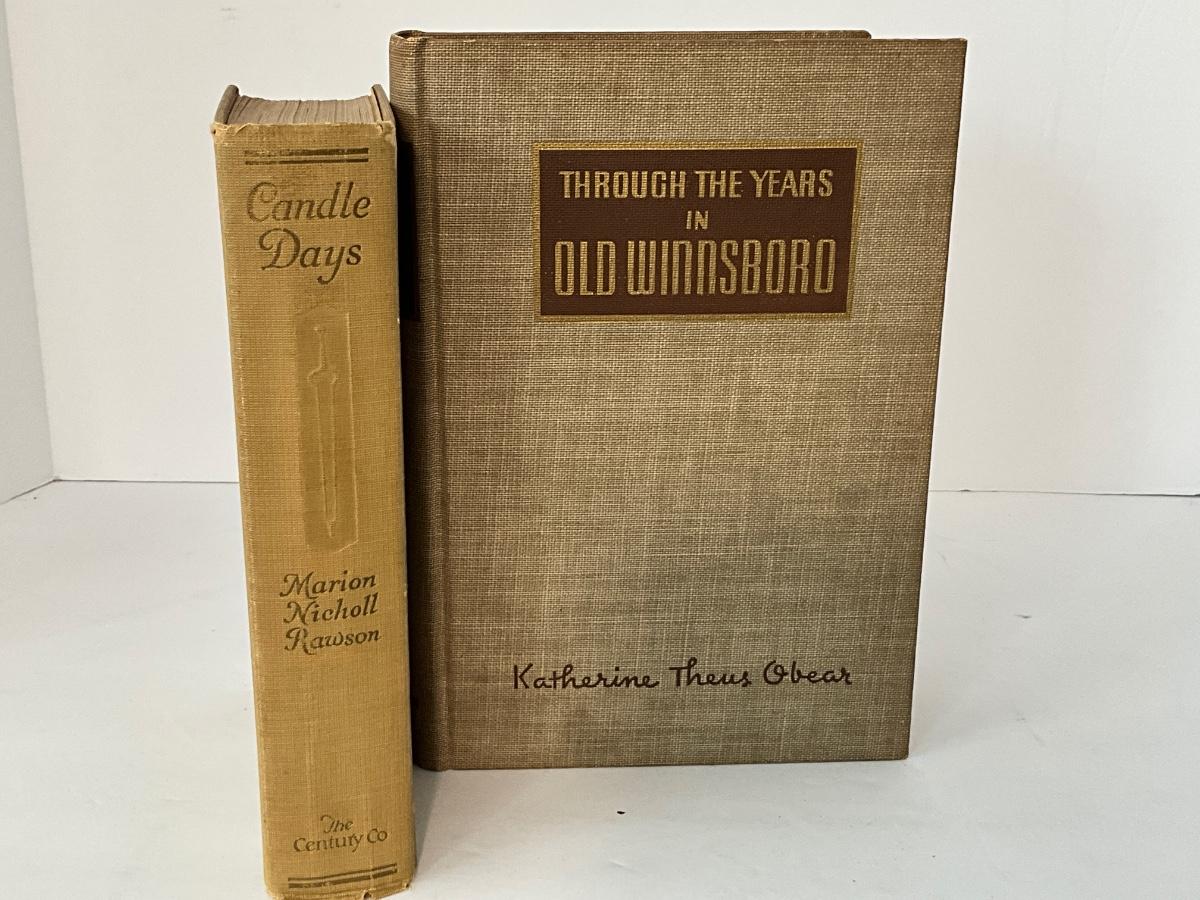 Candle
Days
Marion
Nicholl
Rawson
The
Century Co
THROUGH THE YEARS
IN
OLD WINNSBORO
Katherine Theus Obear